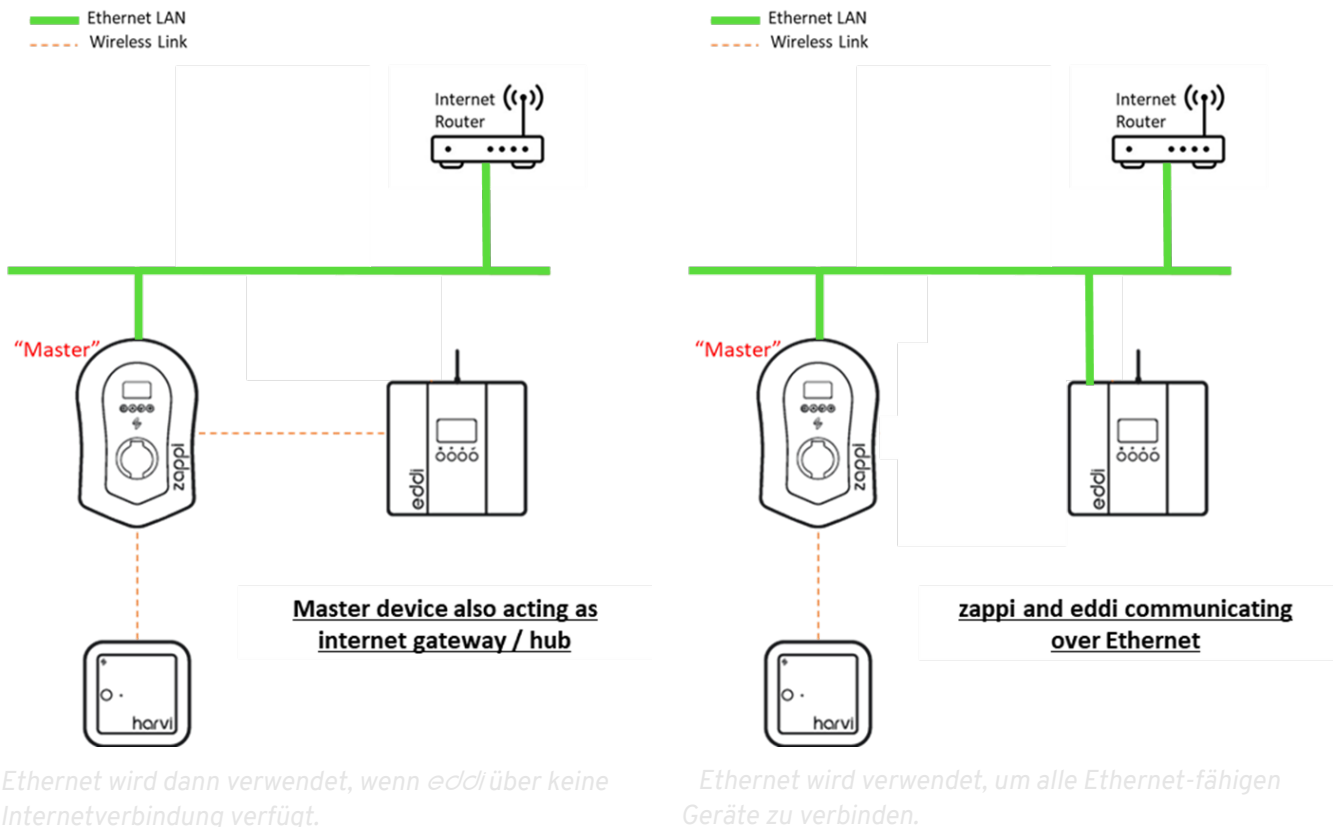 Ethernet LAN
Wireless Link
Internet
Router
“Master”
zappi
eddi
Master device also acting as
internet gateway / hub
harvi
Ethernet wird dann verwendet, wenn eddi über keine
Internetverbindung verfügt.
Ethernet LAN
Wireless Link
Internet
Router
“Master”
zappi
eddi
zappi and eddi communicating
over Ethernet
harvi
Ethernet wird verwendet, um alle Ethernet-fähigen
Geräte zu verbinden.